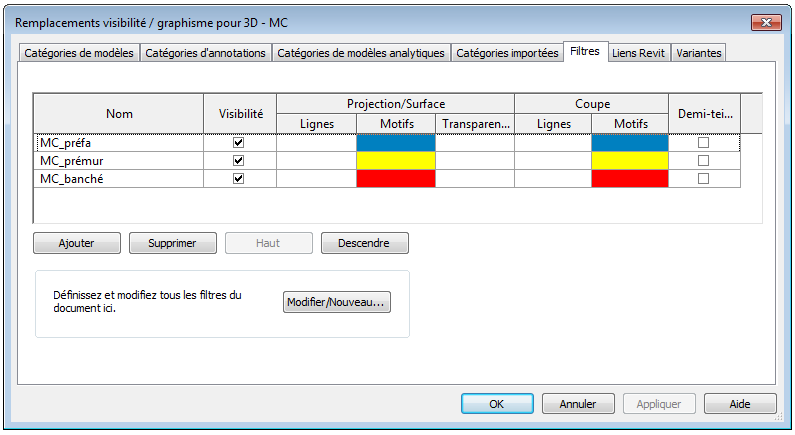 Remplacements visibilité / graphisme pour 3D - MC
Catégories de modèles Catégories d'annotations Catégories de modèles analytiques Catégories importées Filtres Liens Revit Variantes
Nom Visibilité Projection/Surface Coupe Demi-tei...
Lignes Motifs Transparen... Lignes Motifs
MC_préfa
MC_prémur
MC_banché
Ajouter Supprimer Haut Descendre
Définissez et modifiez tous les filtres du
document ici.
Modifier/Nouveau...
OK Annuler Appliquer Aide